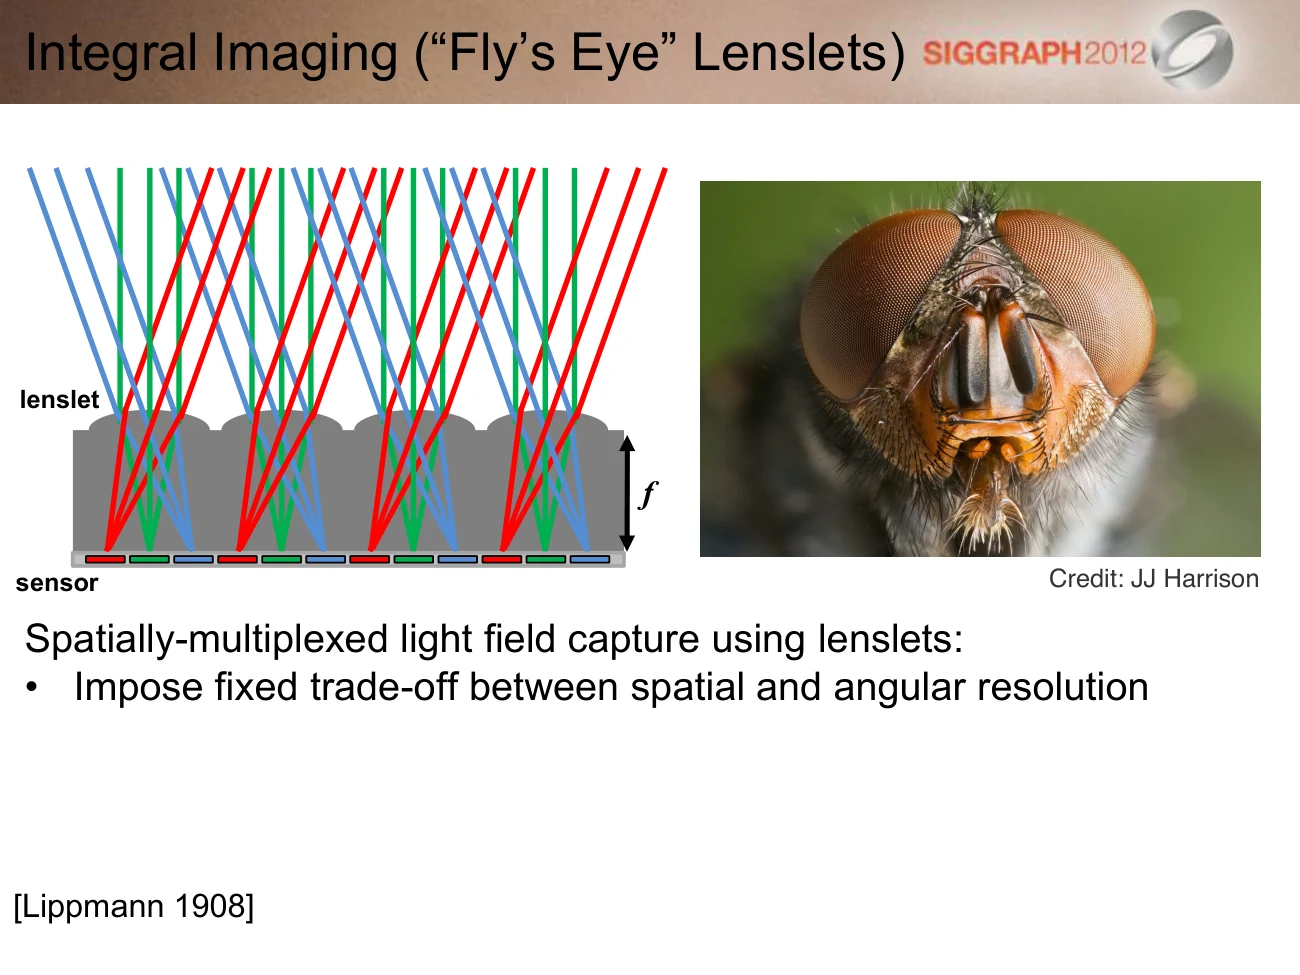 Integral Imaging (“Fly’s Eye” Lenslets)
SIGGRAPH2012
lenslet
f
sensor
Credit: JJ Harrison
Spatially-multiplexed light field capture using lenslets:
• Impose fixed trade-off between spatial and angular resolution
[Lippmann 1908]